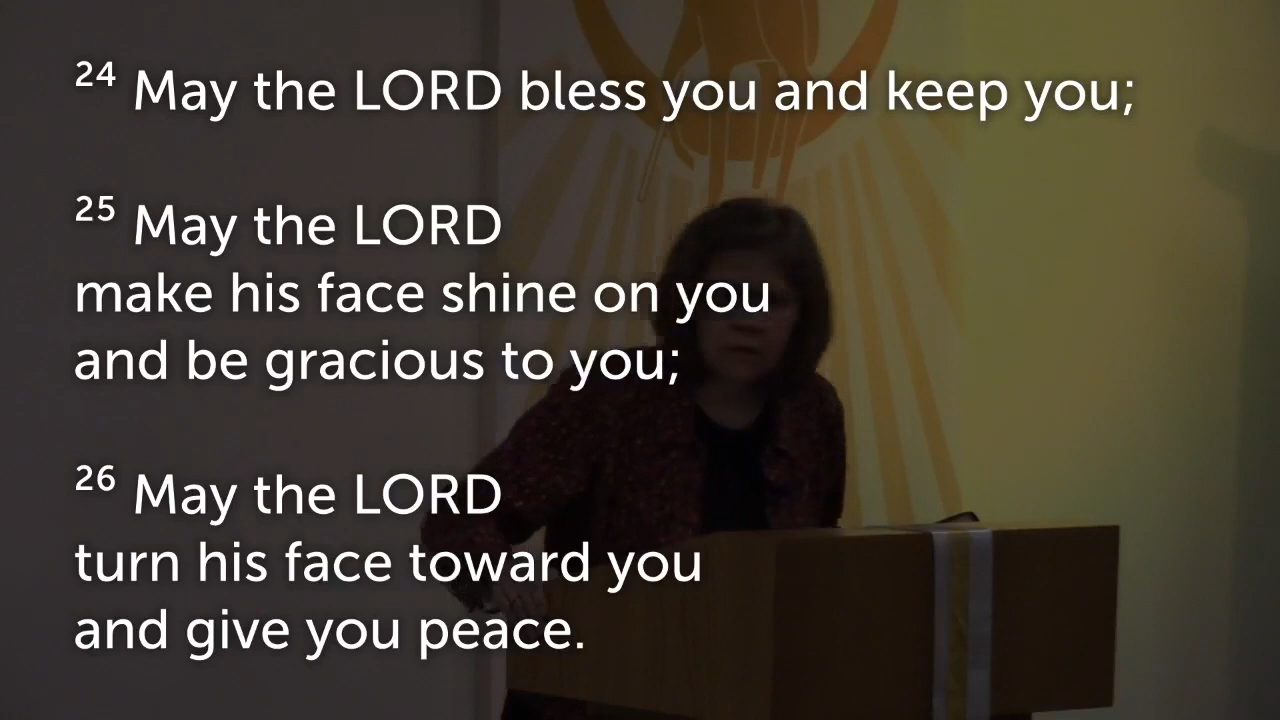 24 May the LORD bless you and keep you;
25 May the LORD
make his face shine on you
and be gracious to you;
26 May the LORD
turn his face toward you
and give you peace.